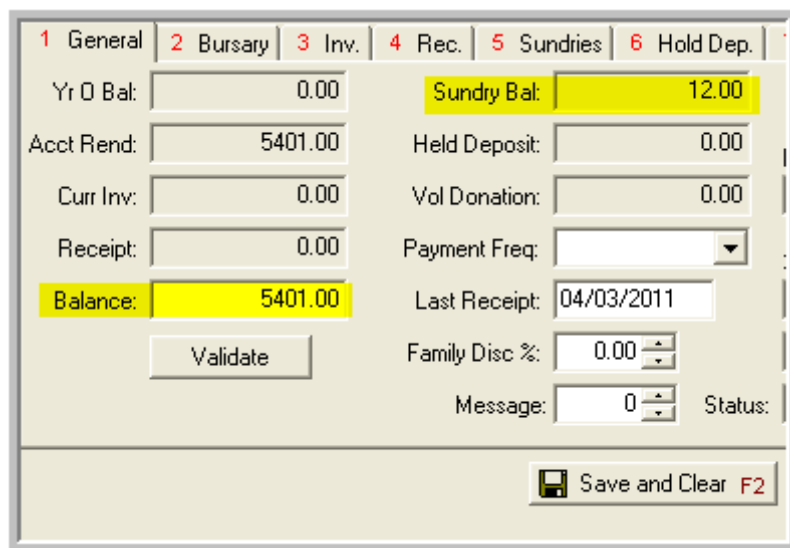 1 General 2 Bursary 3 Inv. 4 Rec. 5 Sundries 6 Hold Dep.
Yr O Bal: 0.00 Sundry Bal: 12.00
Acct Rend: 5401.00 Held Deposit: 0.00
Curr Inv: 0.00 Vol Donation: 0.00
Receipt: 0.00 Payment Freq:
Balance: 5401.00 Last Receipt: 04/03/2011
Validate Family Disc %: 0.00
Message: 0 Status:
Save and Clear F2